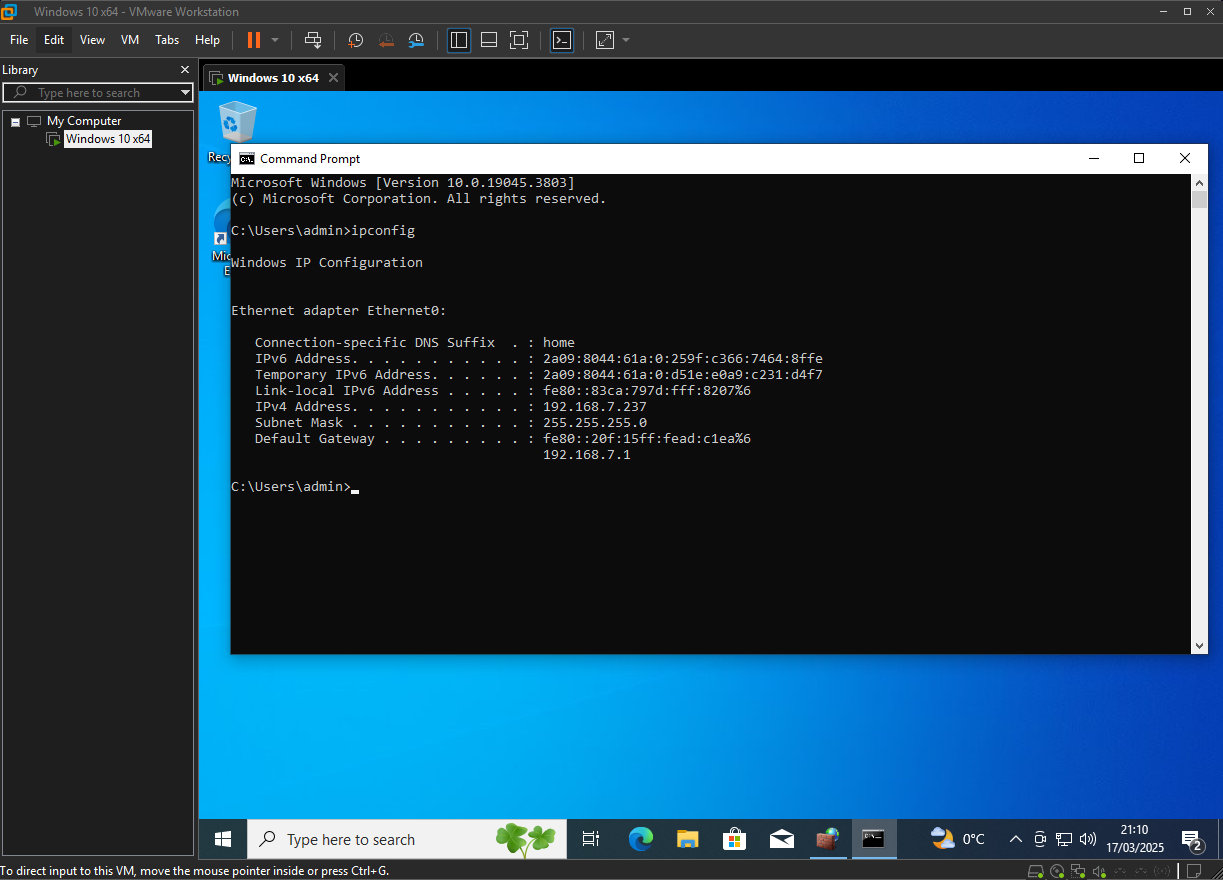 Windows 10 x64 - VMware Workstation
File Edit View VM Tabs Help
Library
Type here to search
My Computer
Windows 10 x64
Windows 10 x64
Recy
Mic
E
Command Prompt
Microsoft Windows [Version 10.0.19045.3803]
(c) Microsoft Corporation. All rights reserved.
C:\Users\admin>ipconfig
Windows IP Configuration
Ethernet adapter Ethernet0:
Connection-specific DNS Suffix  . : home
IPv6 Address. . . . . . . . . . . : 2a09:8044:61a:0:259f:c366:7464:8ffe
Temporary IPv6 Address. . . . . . : 2a09:8044:61a:0:d51e:e0a9:c231:d4f7
Link-local IPv6 Address . . . . . : fe80::83ca:797d:fff:8207%6
IPv4 Address. . . . . . . . . . . : 192.168.7.237
Subnet Mask . . . . . . . . . . . : 255.255.255.0
Default Gateway . . . . . . . . . : fe80::20f:15ff:fead:c1ea%6
192.168.7.1
C:\Users\admin>
Type here to search
0°C
21:10
17/03/2025
2
To direct input to this VM, move the mouse pointer inside or press Ctrl+G.